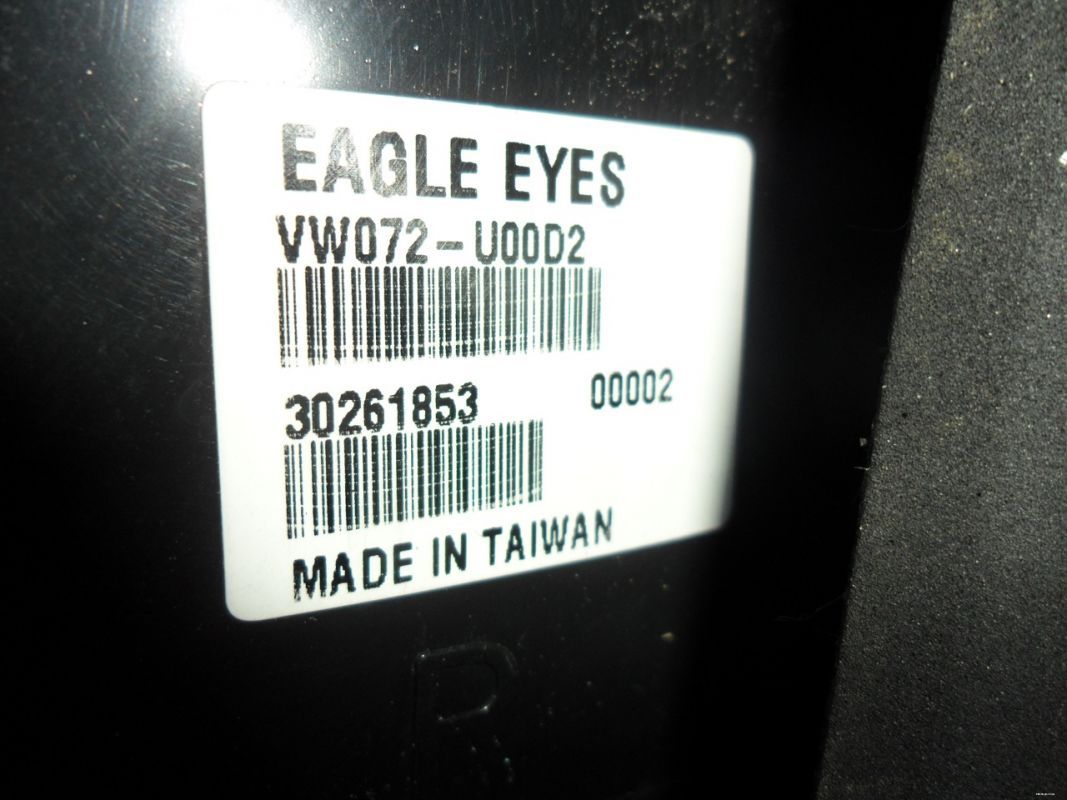 EAGLE EYES
VW072-U00D2
30261853 00002
MADE IN TAIWAN
R